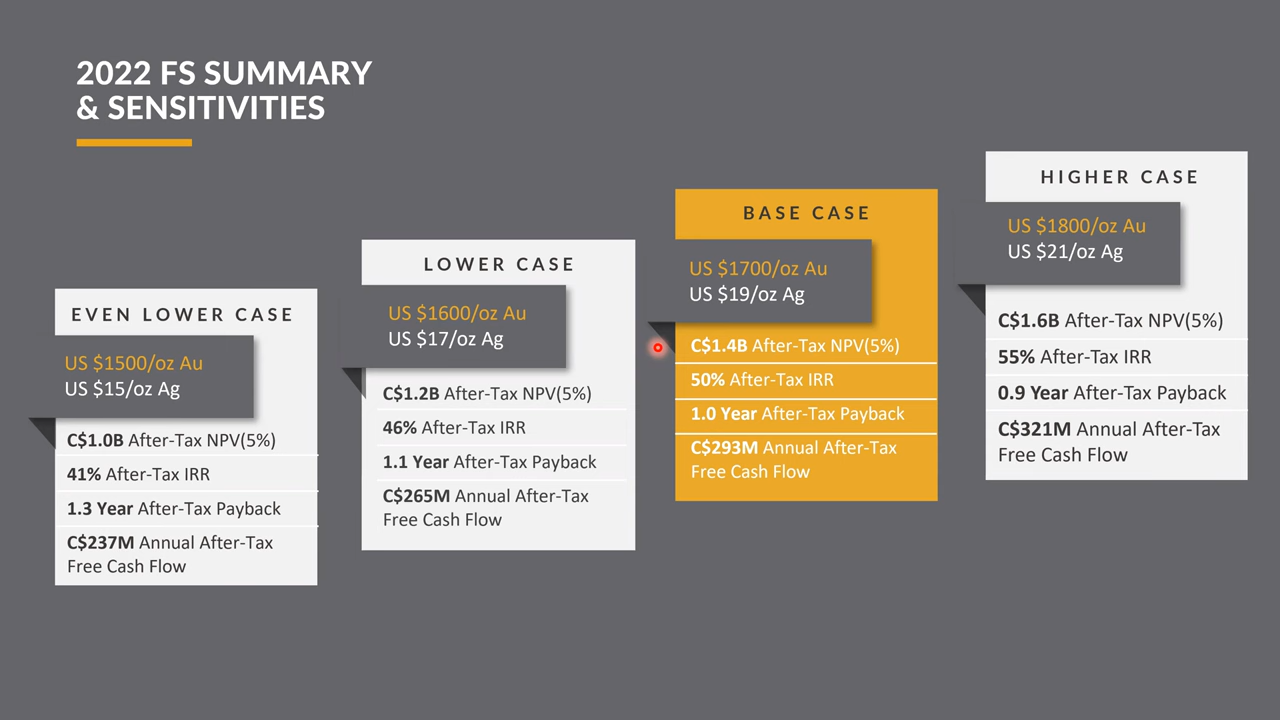 2022 FS SUMMARY
& SENSITIVITIES
EVEN LOWER CASE
US $1500/oz Au
US $15/oz Ag
C$1.0B After-Tax NPV(5%)
41% After-Tax IRR
1.3 Year After-Tax Payback
C$237M Annual After-Tax
Free Cash Flow
LOWER CASE
US $1600/oz Au
US $17/oz Ag
C$1.2B After-Tax NPV(5%)
46% After-Tax IRR
1.1 Year After-Tax Payback
C$265M Annual After-Tax
Free Cash Flow
BASE CASE
US $1700/oz Au
US $19/oz Ag
C$1.4B After-Tax NPV(5%)
50% After-Tax IRR
1.0 Year After-Tax Payback
C$293M Annual After-Tax
Free Cash Flow
HIGHER CASE
US $1800/oz Au
US $21/oz Ag
C$1.6B After-Tax NPV(5%)
55% After-Tax IRR
0.9 Year After-Tax Payback
C$321M Annual After-Tax
Free Cash Flow